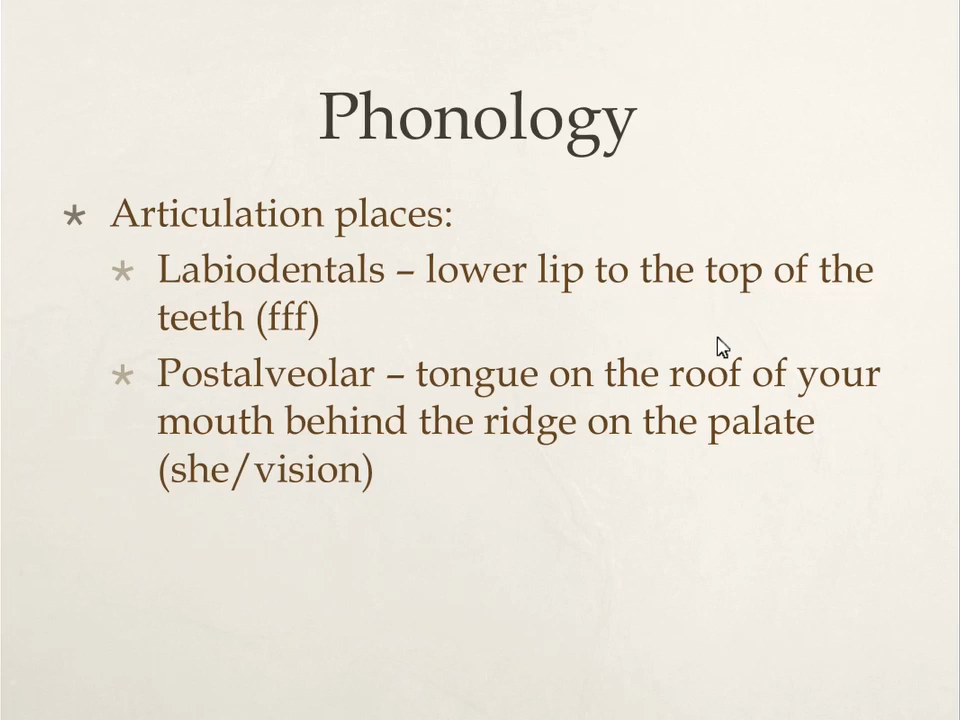 Phonology
Articulation places:
Labiodentals – lower lip to the top of the
teeth (fff)
Postalveolar – tongue on the roof of your
mouth behind the ridge on the palate
(she/vision)